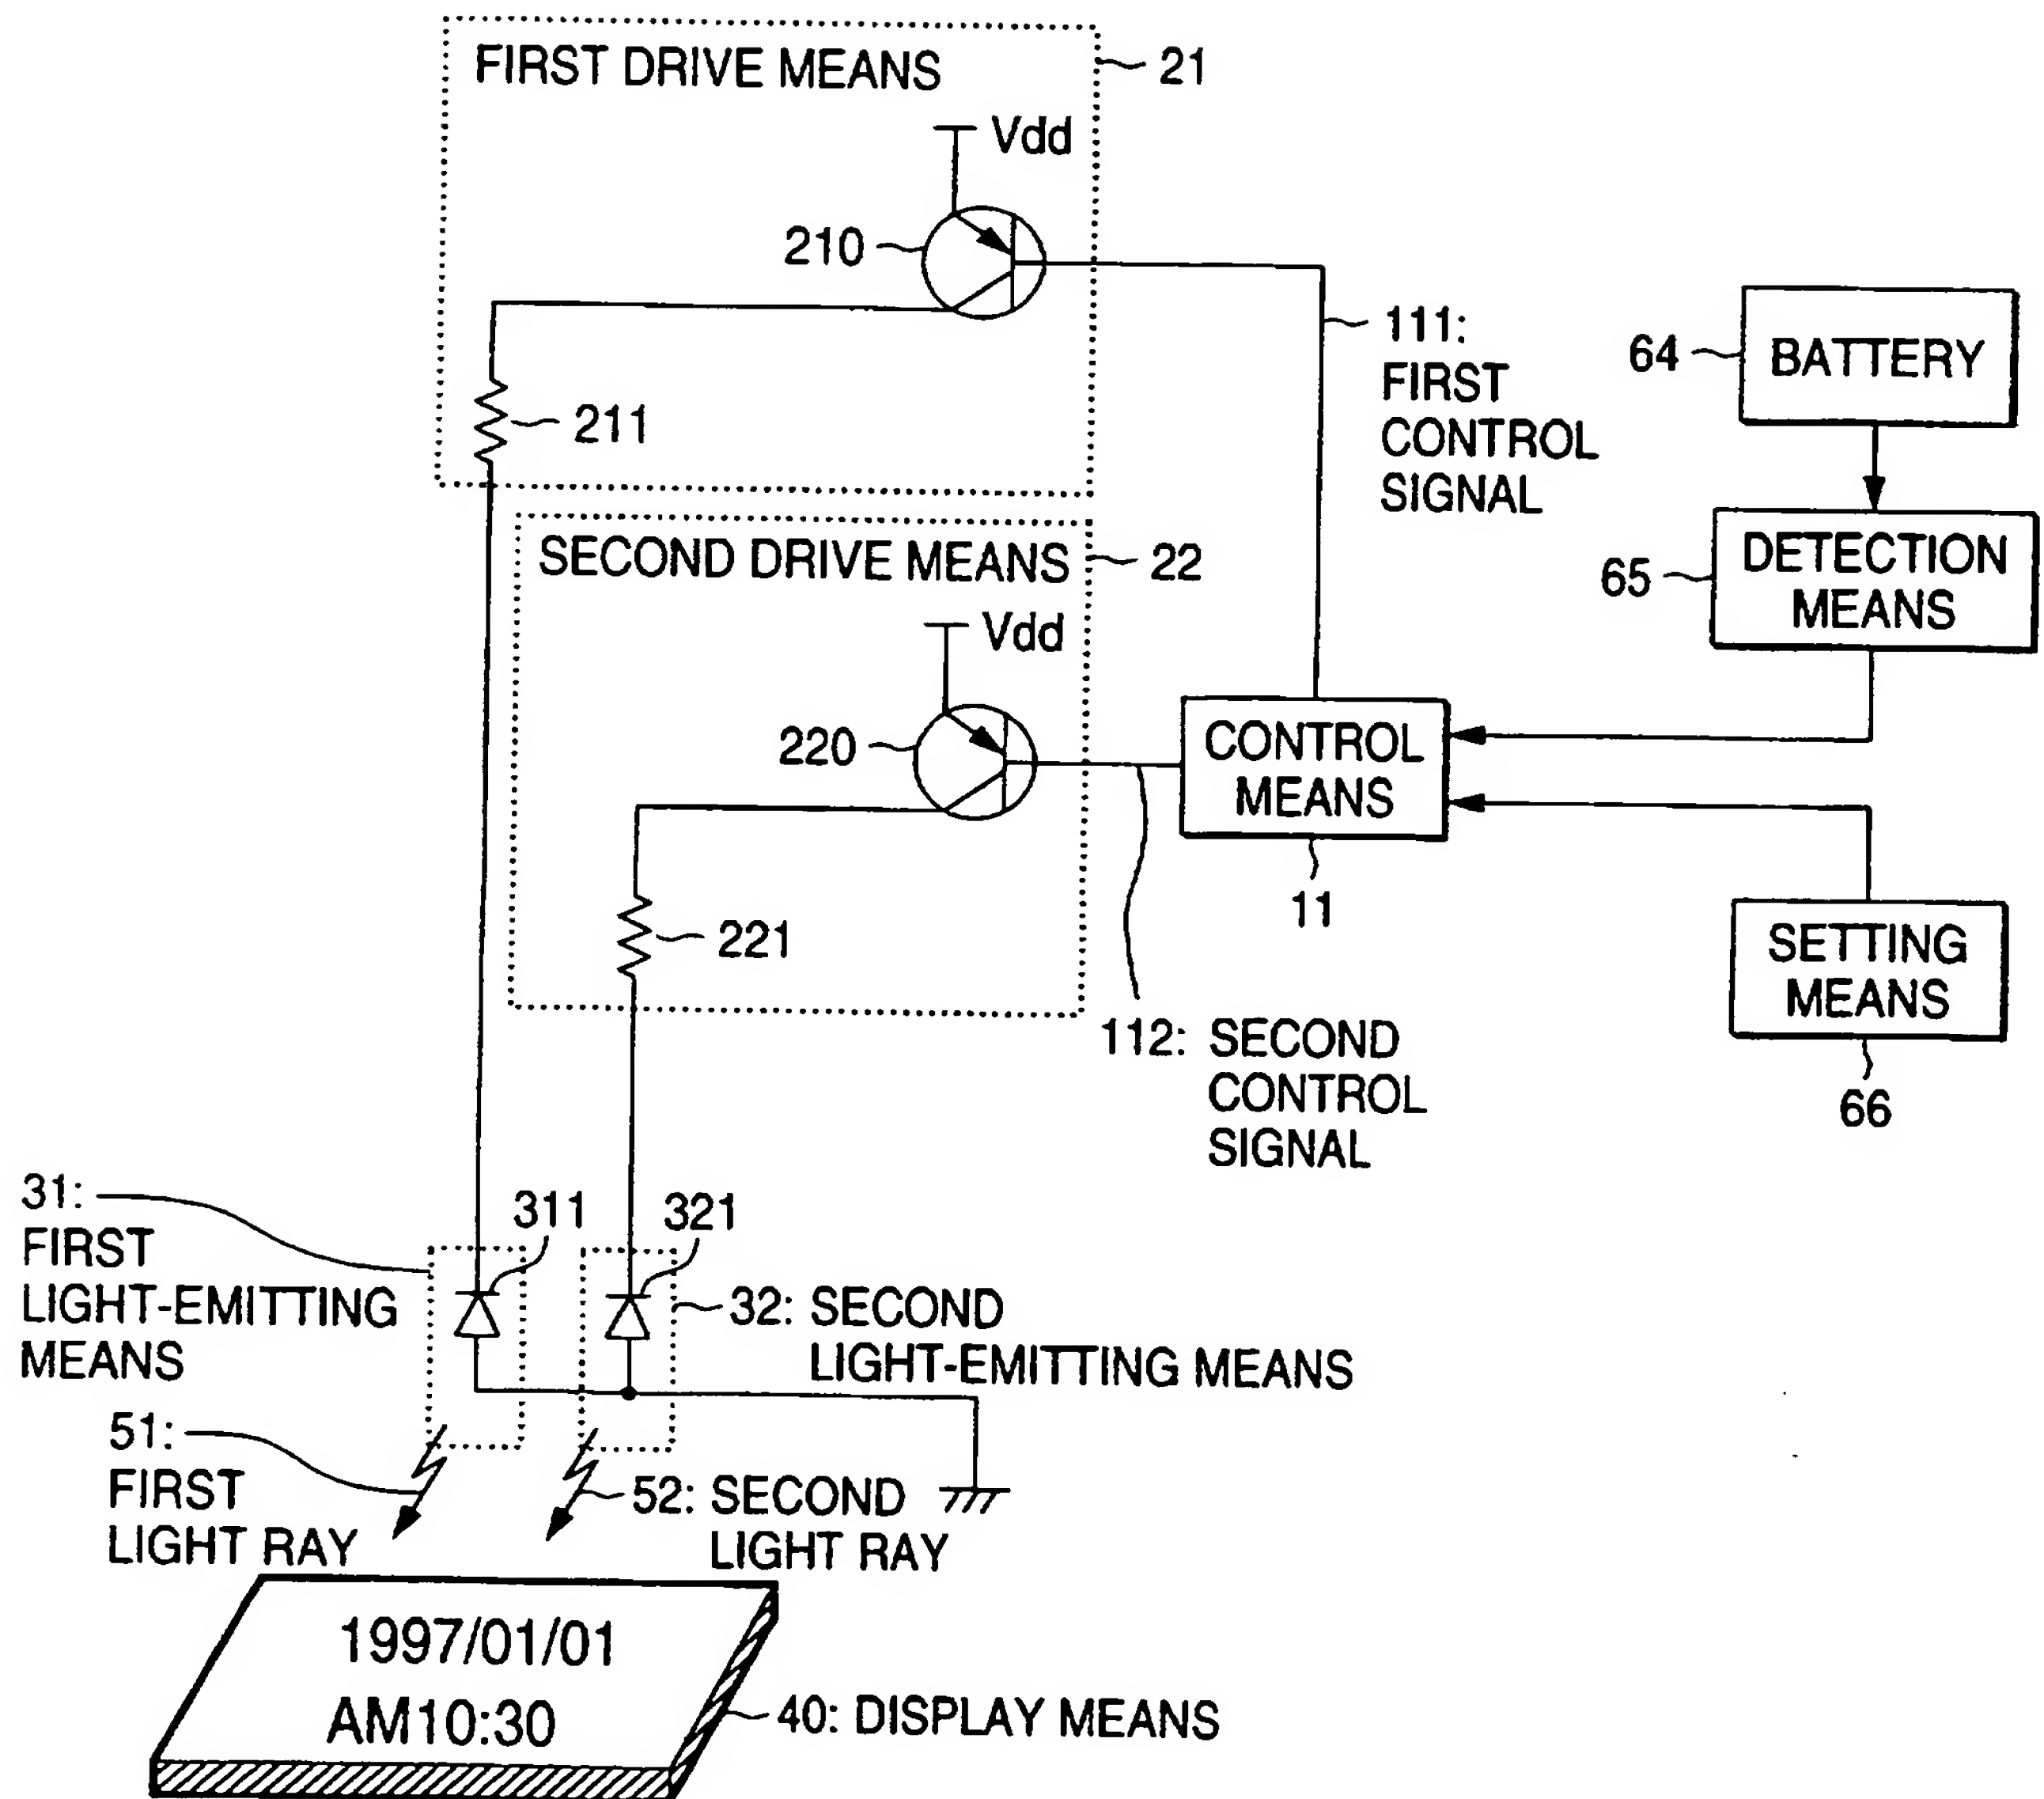 FIRST DRIVE MEANS
21
Vdd
210
211
111:
FIRST
CONTROL
SIGNAL
64
BATTERY
65
DETECTION
MEANS
SECOND DRIVE MEANS
22
Vdd
220
221
CONTROL
MEANS
11
SETTING
MEANS
66
112: SECOND
CONTROL
SIGNAL
31:
FIRST
LIGHT-EMITTING
MEANS
311
321
32: SECOND
LIGHT-EMITTING MEANS
51:
FIRST
LIGHT RAY
52: SECOND
LIGHT RAY
1997/01/01
AM10:30
40: DISPLAY MEANS